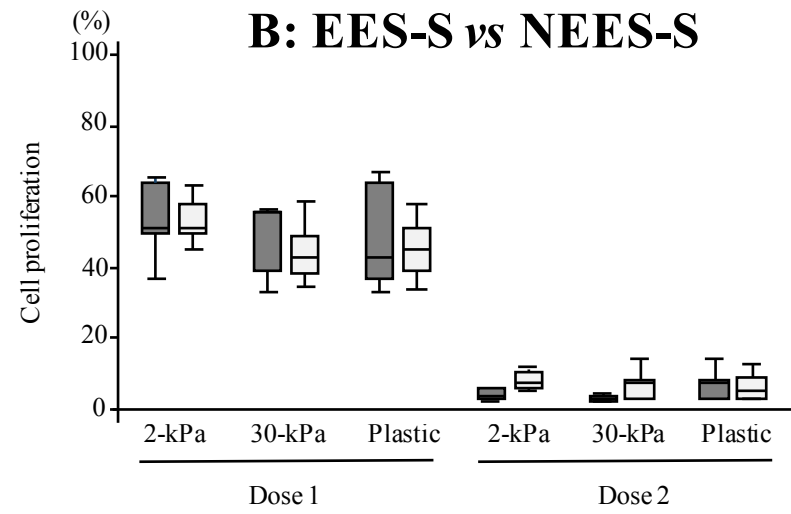 (%)
B: EES-S vs NEES-S
100
80
60
40
20
0
Cell proliferation
2-kPa 30-kPa Plastic 2-kPa 30-kPa Plastic
Dose 1 Dose 2